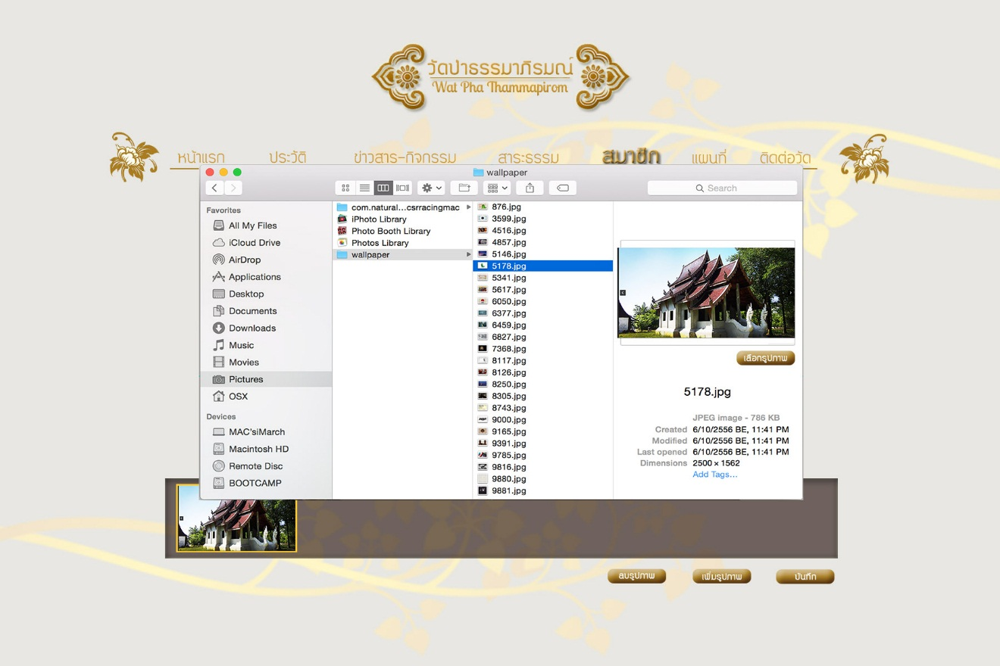 วัดป่าธรรมาภิรมณ์
Wat Pha Thammapirom
หน้าแรก ประวัติ ข่าวสาร-กิจกรรม สาระธรรม สมาชิก แผนที่ ติดต่อวัด
wallpaper
Search
Favorites
All My Files
iCloud Drive
AirDrop
Applications
Desktop
Documents
Downloads
Music
Movies
Pictures
OSX
Devices
MAC'siMarch
Macintosh HD
Remote Disc
BOOTCAMP
com.natural...csrracingmac
iPhoto Library
Photo Booth Library
Photos Library
wallpaper
876.jpg
3599.jpg
4516.jpg
4857.jpg
5146.jpg
5178.jpg
5341.jpg
5617.jpg
6050.jpg
6377.jpg
6459.jpg
6827.jpg
7368.jpg
8117.jpg
8126.jpg
8250.jpg
8305.jpg
8743.jpg
9000.jpg
9165.jpg
9391.jpg
9785.jpg
9816.jpg
9880.jpg
9881.jpg
เลือกรูปภาพ
5178.jpg
JPEG image - 786 KB
Created 6/10/2556 BE, 11:41 PM
Modified 6/10/2556 BE, 11:41 PM
Last opened 6/10/2556 BE, 11:41 PM
Dimensions 2500 × 1562
Add Tags...
ลบรูปภาพ เพิ่มรูปภาพ บันทึก